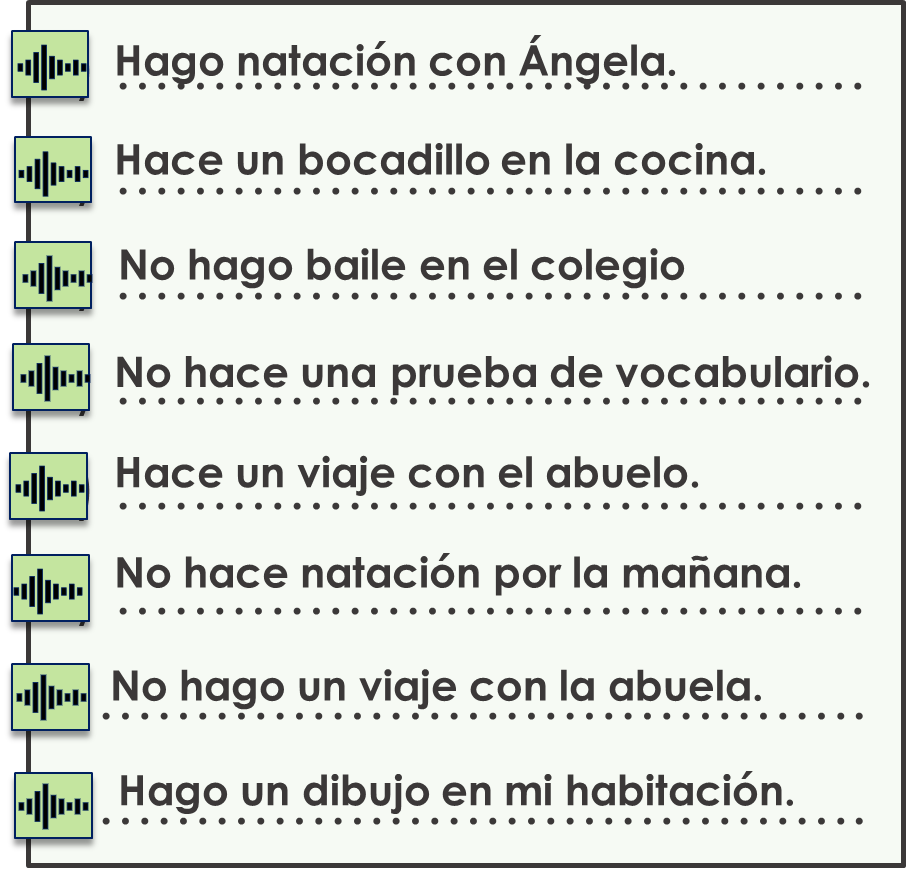 Hago natación con Ángela.
Hace un bocadillo en la cocina.
No hago baile en el colegio
No hace una prueba de vocabulario.
Hace un viaje con el abuelo.
No hace natación por la mañana.
No hago un viaje con la abuela.
Hago un dibujo en mi habitación.